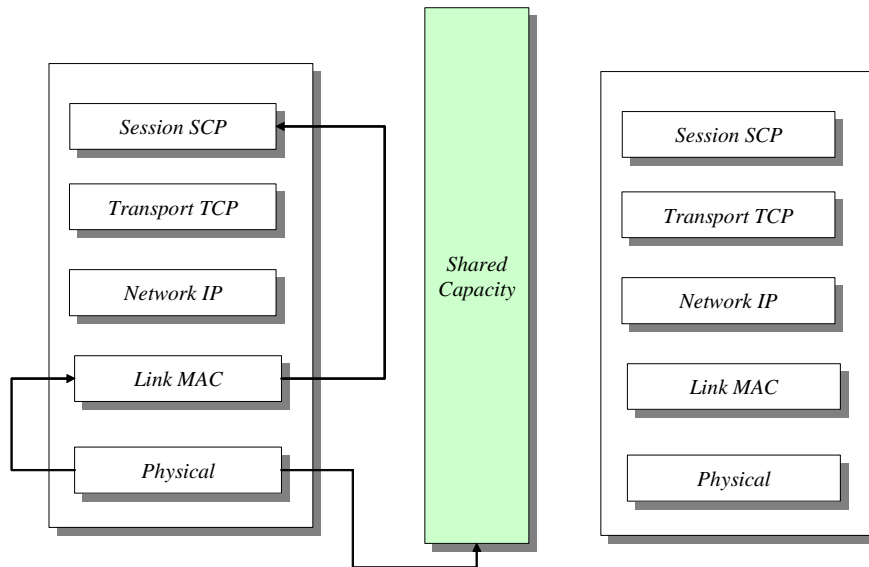 Session SCP
Transport TCP
Network IP
Link MAC
Physical
Shared
Capacity
Session SCP
Transport TCP
Network IP
Link MAC
Physical